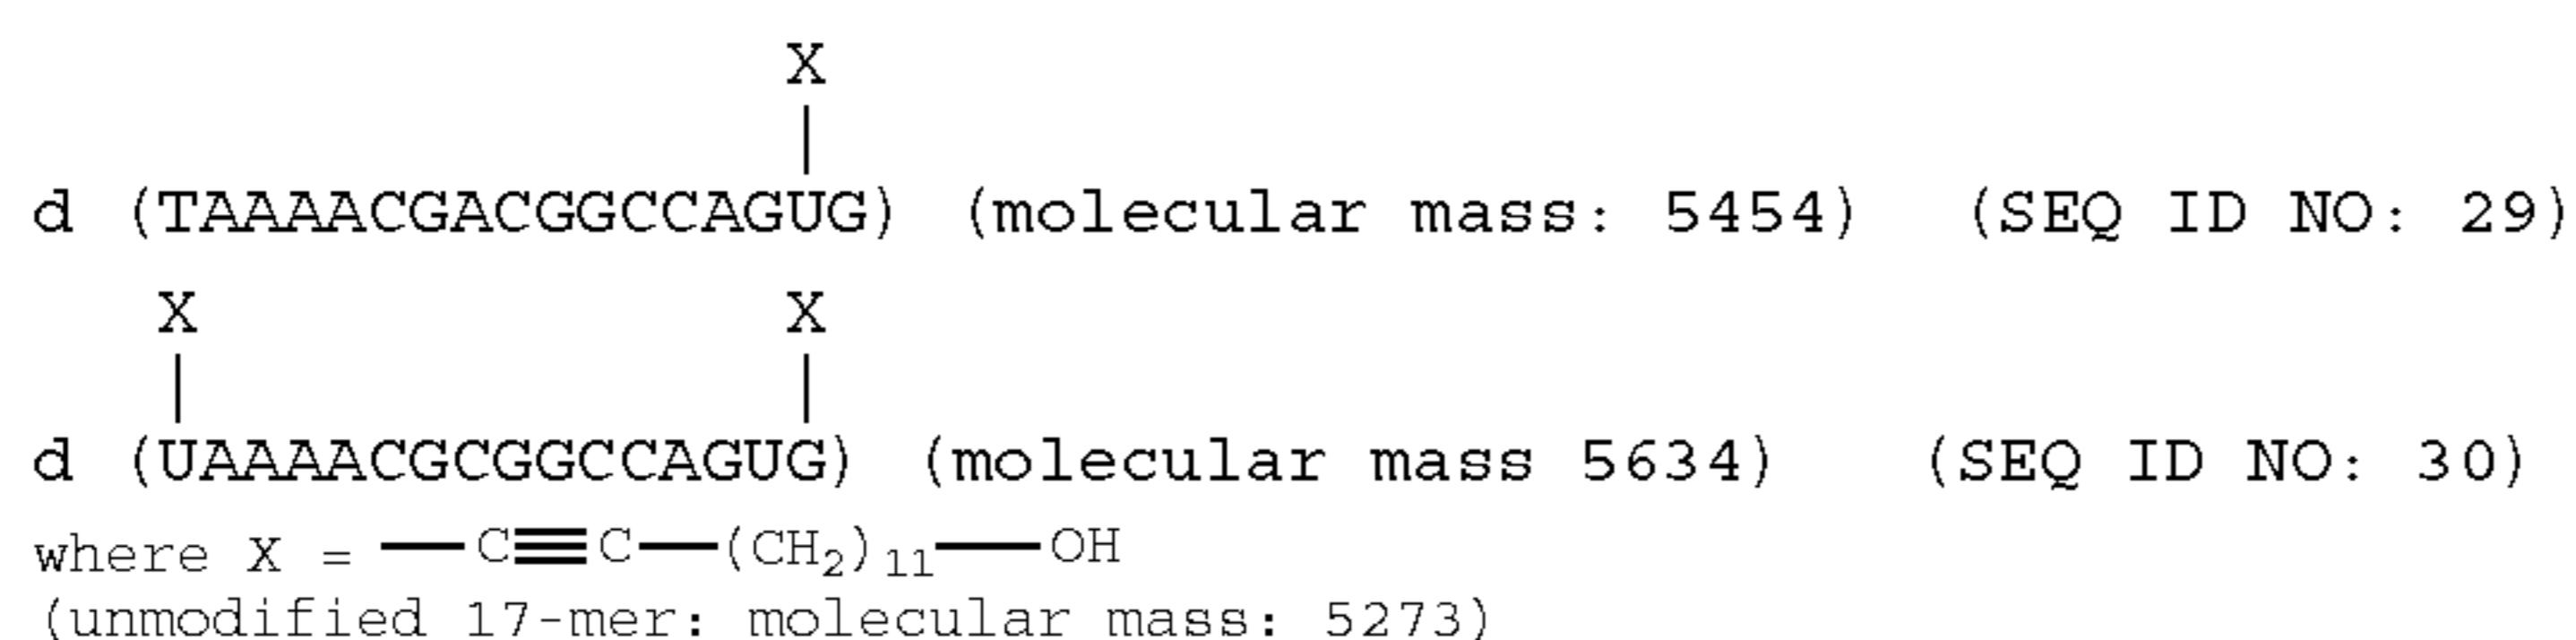 X
d (TAAAACGACGGCCAGUG) (molecular mass: 5454) (SEQ ID NO: 29)
X X
d (UAAAACGCGGCCAGUG) (molecular mass 5634) (SEQ ID NO: 30)
where X = —C≡C—(CH₂)₁₁—OH
(unmodified 17-mer: molecular mass: 5273)